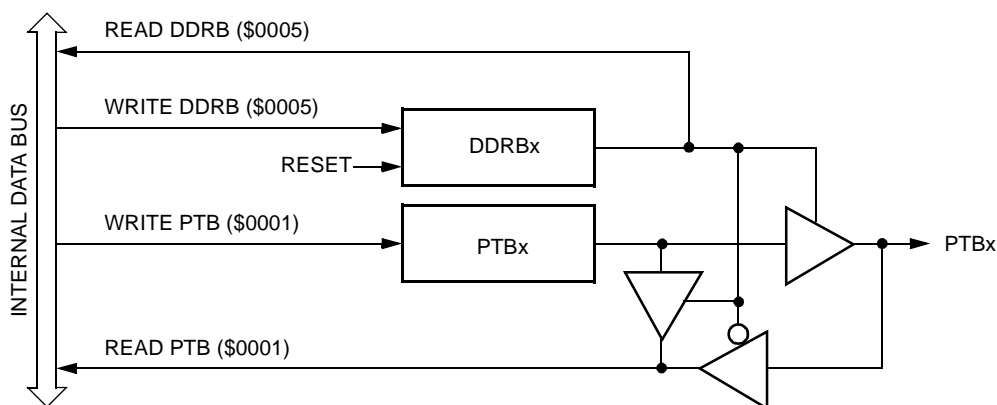 READ DDRB ($0005)
WRITE DDRB ($0005)
RESET
DDRBx
WRITE PTB ($0001)
PTBx
PTBx
READ PTB ($0001)
INTERNAL DATA BUS